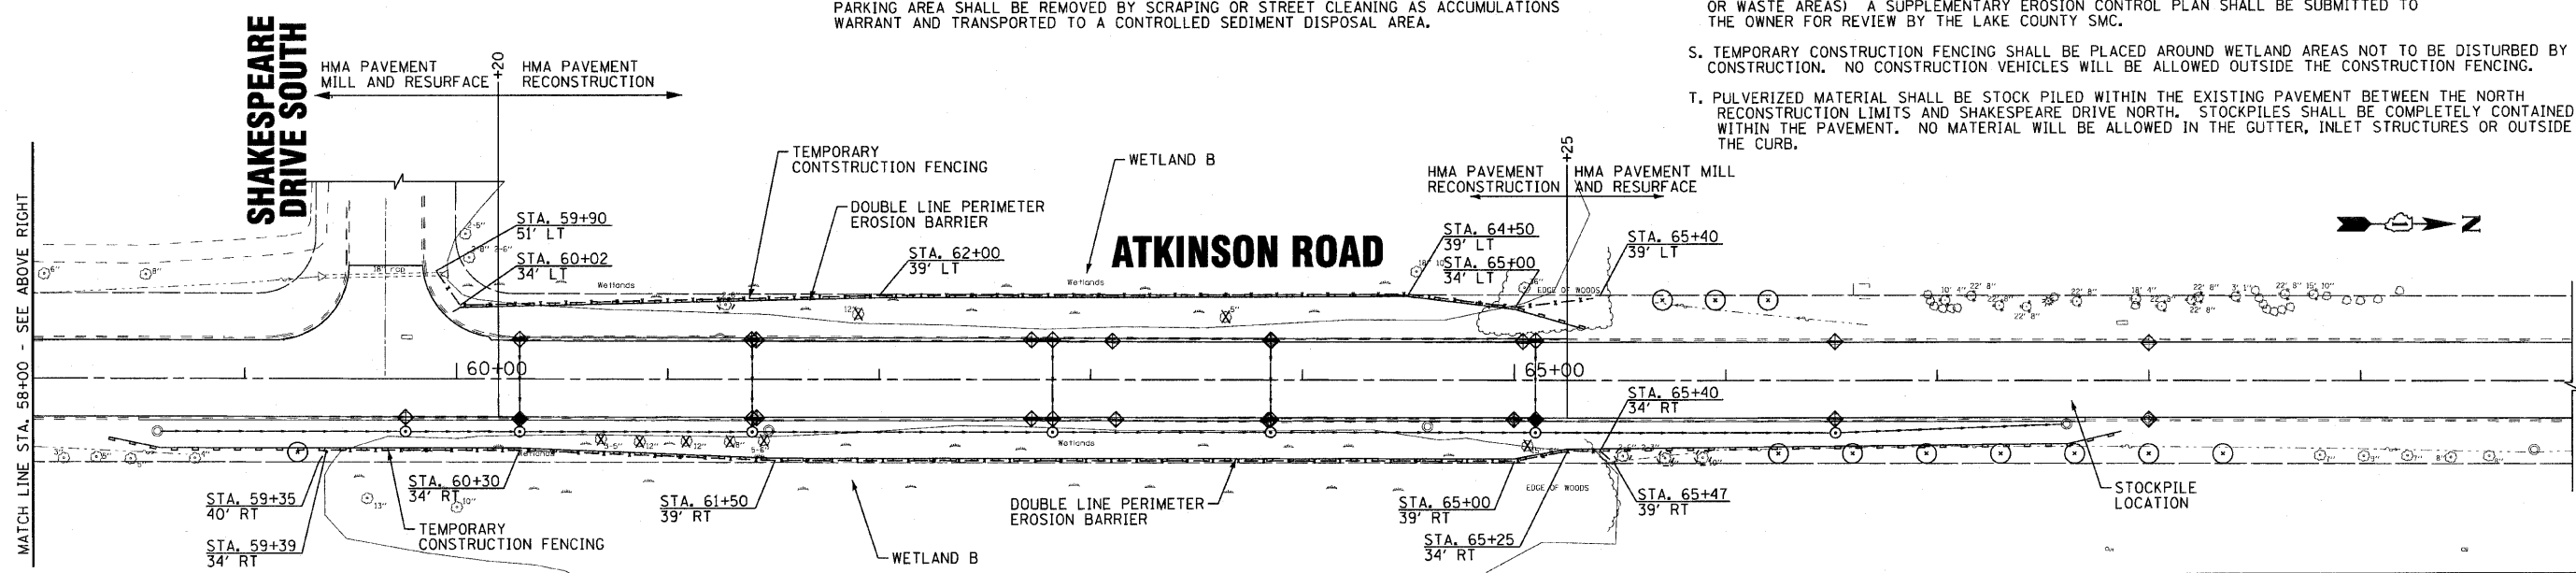 PARKING AREA SHALL BE REMOVED BY SCRAPING OR STREET CLEANING AS ACCUMULATIONS
WARRANT AND TRANSPORTED TO A CONTROLLED SEDIMENT DISPOSAL AREA.
OR WASTE AREAS) A SUPPLEMENTARY EROSION CONTROL PLAN SHALL BE SUBMITTED TO
THE OWNER FOR REVIEW BY THE LAKE COUNTY SMC.
S. TEMPORARY CONSTRUCTION FENCING SHALL BE PLACED AROUND WETLAND AREAS NOT TO BE DISTURBED BY
CONSTRUCTION. NO CONSTRUCTION VEHICLES WILL BE ALLOWED OUTSIDE THE CONSTRUCTION FENCING.
T. PULVERIZED MATERIAL SHALL BE STOCK PILED WITHIN THE EXISTING PAVEMENT BETWEEN THE NORTH
RECONSTRUCTION LIMITS AND SHAKESPEARE DRIVE NORTH. STOCKPILES SHALL BE COMPLETELY CONTAINED
WITHIN THE PAVEMENT. NO MATERIAL WILL BE ALLOWED IN THE GUTTER, INLET STRUCTURES OR OUTSIDE
THE CURB.
SHAKESPEARE
DRIVE SOUTH
HMA PAVEMENT
MILL AND RESURFACE
+20
HMA PAVEMENT
RECONSTRUCTION
TEMPORARY
CONTSTRUCTION FENCING
WETLAND B
DOUBLE LINE PERIMETER
EROSION BARRIER
HMA PAVEMENT
RECONSTRUCTION
+25
HMA PAVEMENT MILL
AND RESURFACE
MATCH LINE STA. 58+00 - SEE ABOVE RIGHT
STA. 59+90
51' LT
STA. 60+02
34' LT
STA. 62+00
39' LT
ATKINSON ROAD
STA. 64+50
39' LT
STA. 65+00
34' LT
STA. 65+40
39' LT
N
Wetlands
Wetlands
EDGE OF WOODS
60+00
65+00
STA. 65+40
34' RT
Wetlands
Wetlands
STA. 59+35
40' RT
STA. 60+30
34' RT
STA. 61+50
39' RT
DOUBLE LINE PERIMETER
EROSION BARRIER
STA. 65+00
39' RT
EDGE OF WOODS
STA. 65+47
39' RT
STOCKPILE
LOCATION
STA. 59+39
34' RT
TEMPORARY
CONSTRUCTION FENCING
WETLAND B
STA. 65+25
34' RT